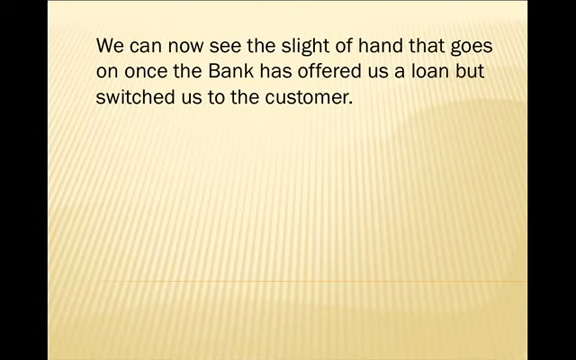 We can now see the slight of hand that goes
on once the Bank has offered us a loan but
switched us to the customer.